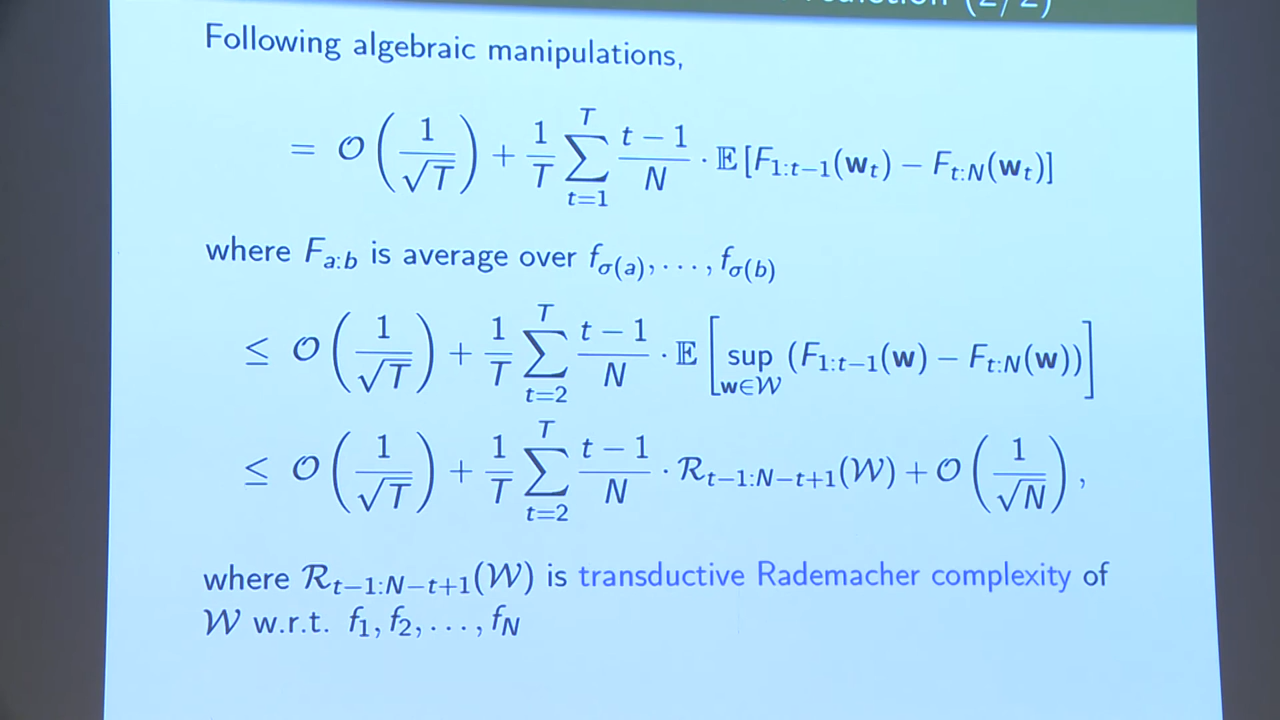 (2/2)
Following algebraic manipulations,
= 𝒪(1/√T) + 1/T ∑_{t=1}^{T} (t − 1)/N · 𝔼[F_{1:t−1}(𝐰_t) − F_{t:N}(𝐰_t)]
where F_{a:b} is average over f_{σ(a)}, . . . , f_{σ(b)}
≤ 𝒪(1/√T) + 1/T ∑_{t=2}^{T} (t − 1)/N · 𝔼[sup_{𝐰∈𝒲} (F_{1:t−1}(𝐰) − F_{t:N}(𝐰))]
≤ 𝒪(1/√T) + 1/T ∑_{t=2}^{T} (t − 1)/N · ℛ_{t−1:N−t+1}(𝒲) + 𝒪(1/√N),
where ℛ_{t−1:N−t+1}(𝒲) is transductive Rademacher complexity of
𝒲 w.r.t. f_1, f_2, . . . , f_N